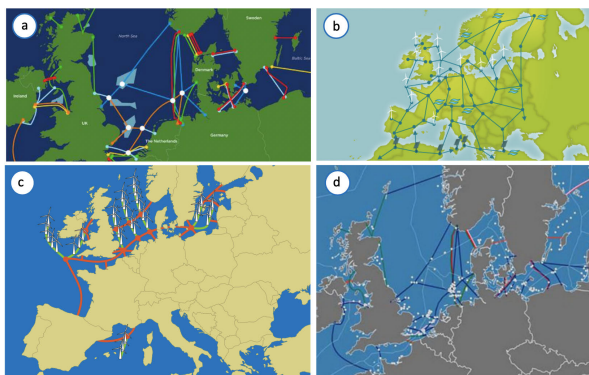 a
North Sea
Sweden
Baltic Sea
Denmark
Ireland
UK
The Netherlands
Germany
b
c
d